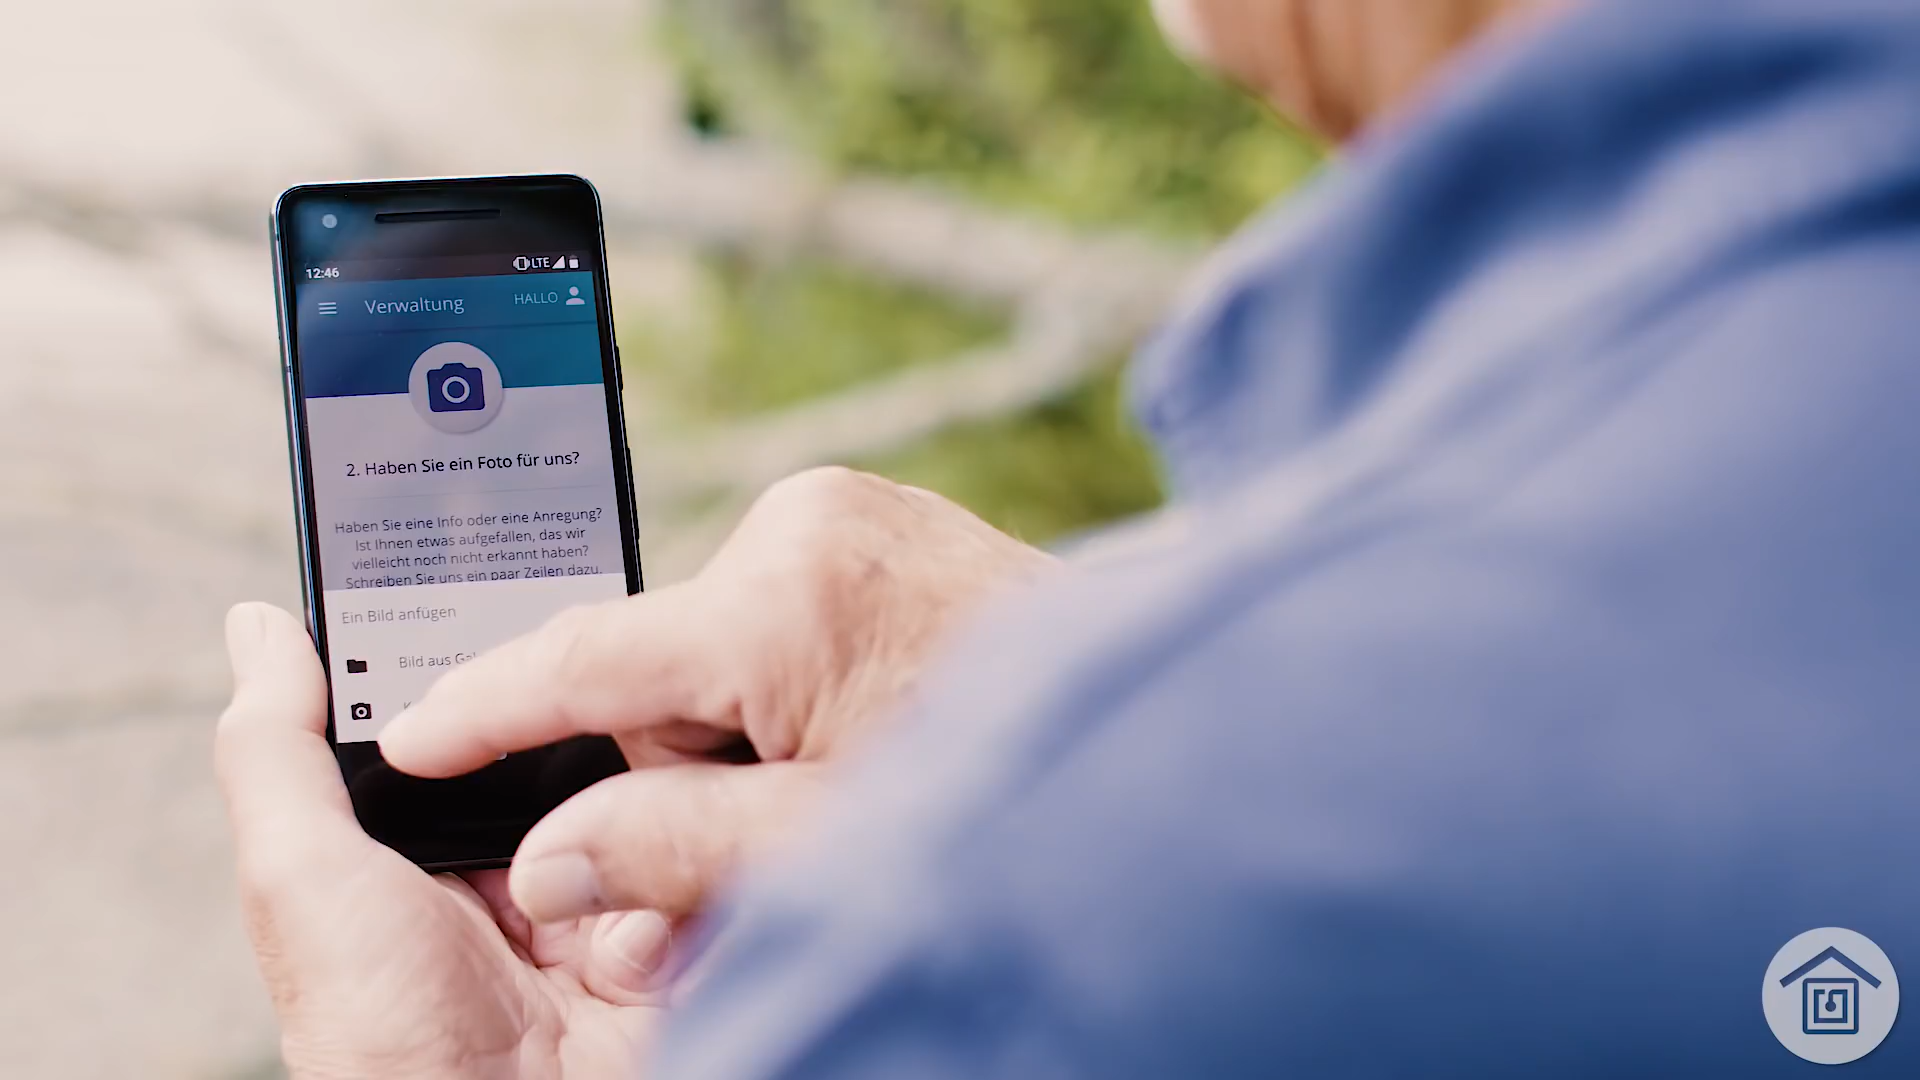 12:46 LTE
Verwaltung HALLO
2. Haben Sie ein Foto für uns?
Haben Sie eine Info oder eine Anregung?
Ist Ihnen etwas aufgefallen, das wir
vielleicht noch nicht erkannt haben?
Schreiben Sie uns ein paar Zeilen dazu.
Ein Bild anfügen
Bild aus